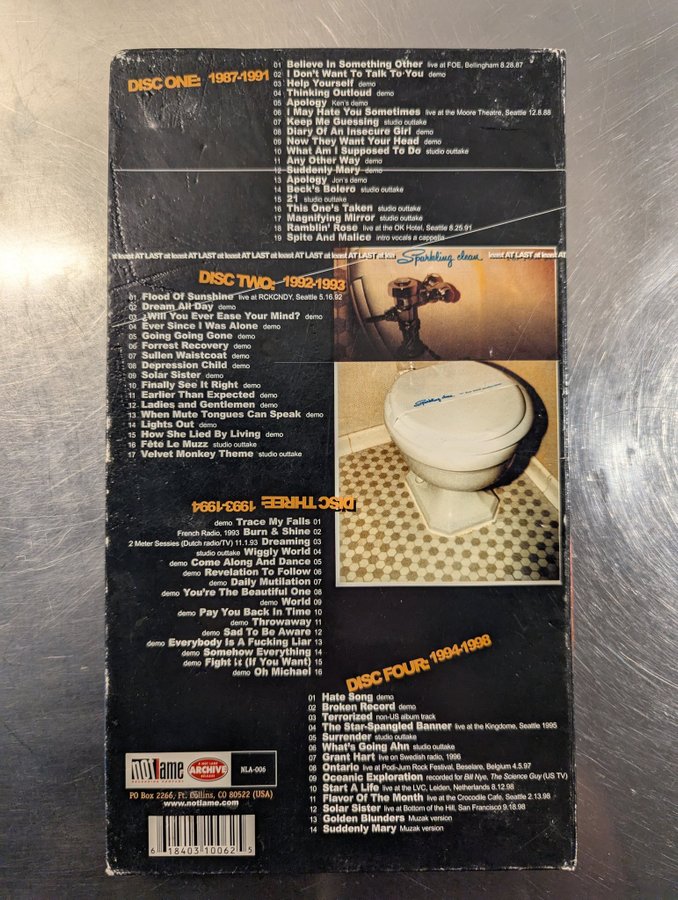 DISC ONE: 1987-1991
01 Believe In Something Other live at FOE, Bellingham 8.28.87
02 I Don't Want To Talk To You demo
03 Help Yourself demo
04 Thinking Outloud demo
05 Apology Ken's demo
06 I May Hate You Sometimes live at the Moore Theatre, Seattle 12.8.88
07 Keep Me Guessing studio outtake
08 Diary Of An Insecure Girl demo
09 Now They Want Your Head demo
10 What Am I Supposed To Do studio outtake
11 Any Other Way demo
12 Suddenly Mary demo
13 Apology Jon's demo
14 Beck's Bolero studio outtake
15 21 studio outtake
16 This One's Taken studio outtake
17 Magnifying Mirror studio outtake
18 Ramblin' Rose live at the OK Hotel, Seattle 8.25.91
19 Spite And Malice intro vocals a cappella
at least AT LAST at least AT LAST at least AT LAST at least AT LAST at least AT LAST at lea
Sparkling clean
least AT LAST at least AT
DISC TWO: 1992-1993
01 Flood Of Sunshine live at RCKCNDY, Seattle 5.16.92
02 Dream All Day demo
03 ¿Will You Ever Ease Your Mind? demo
04 Ever Since I Was Alone demo
05 Going Going Gone demo
06 Forrest Recovery demo
07 Sullen Waistcoat demo
08 Depression Child demo
09 Solar Sister demo
10 Finally See It Right demo
11 Earlier Than Expected demo
12 Ladies and Gentlemen demo
13 When Mute Tongues Can Speak demo
14 Lights Out demo
15 How She Lied By Living demo
16 Fête Le Muzz studio outtake
17 Velvet Monkey Theme studio outtake
Sparkling clean
DISC THREE: 1993-1994
demo Trace My Falls 01
French Radio, 1993 Burn & Shine 02
2 Meter Sessies (Dutch radio/TV) 11.1.93 Dreaming 03
studio outtake Wiggly World 04
demo Come Along And Dance 05
demo Revelation To Follow 06
demo Daily Mutilation 07
demo You're The Beautiful One 08
demo World 09
demo Pay You Back In Time 10
demo Throwaway 11
demo Sad To Be Aware 12
demo Everybody Is A Fucking Liar 13
demo Somehow Everything 14
demo Fight It (If You Want) 15
demo Oh Michael 16
DISC FOUR: 1994-1998
01 Hate Song demo
02 Broken Record demo
03 Terrorized non-US album track
04 The Star-Spangled Banner live at the Kingdome, Seattle 1995
05 Surrender studio outtake
06 What's Going Ahn studio outtake
07 Grant Hart live on Swedish radio, 1996
08 Ontario live at Pod-Jum Rock Festival, Beselare, Belgium 4.5.97
09 Oceanic Exploration recorded for Bill Nye, The Science Guy (US TV)
10 Start A Life live at the LVC, Leiden, Netherlands 8.12.98
11 Flavor Of The Month live at the Crocodile Cafe, Seattle 2.13.98
12 Solar Sister live at Bottom of the Hill, San Francisco 9.18.98
13 Golden Blunders Muzak version
14 Suddenly Mary Muzak version
not lame
RECORDING COMPANY
A NOT LAME
ARCHIVE
RELEASE
NLA-006
PO Box 2266, Ft. Collins, CO 80522 (USA)
www.notlame.com
6 18403 10062 5